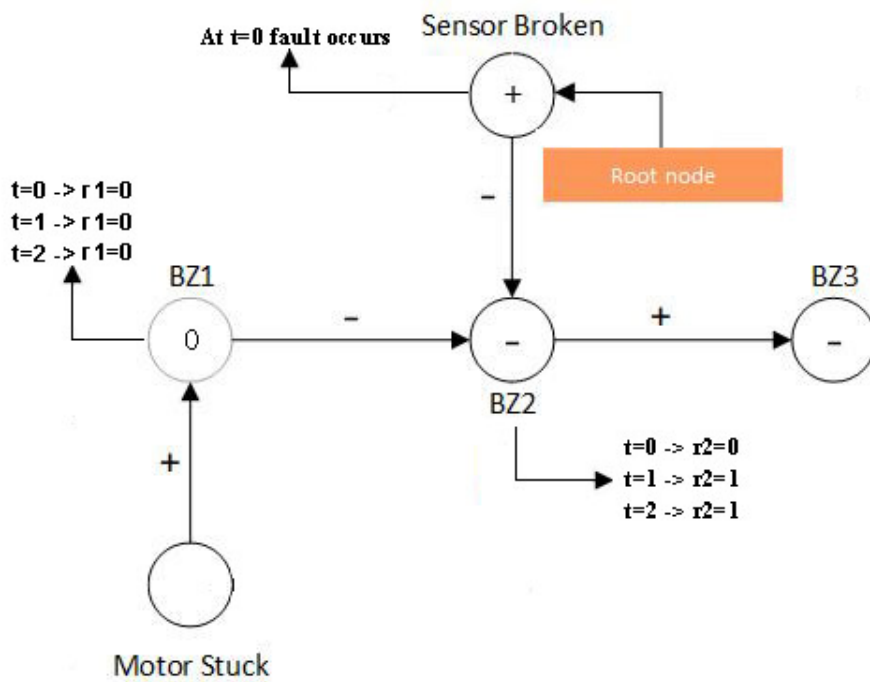 Sensor Broken
At t=0 fault occurs
+
Root node
-
t=0 -> r1=0
t=1 -> r1=0
t=2 -> r1=0
BZ1
BZ3
-
+
0
-
-
BZ2
t=0 -> r2=0
t=1 -> r2=1
t=2 -> r2=1
+
Motor Stuck